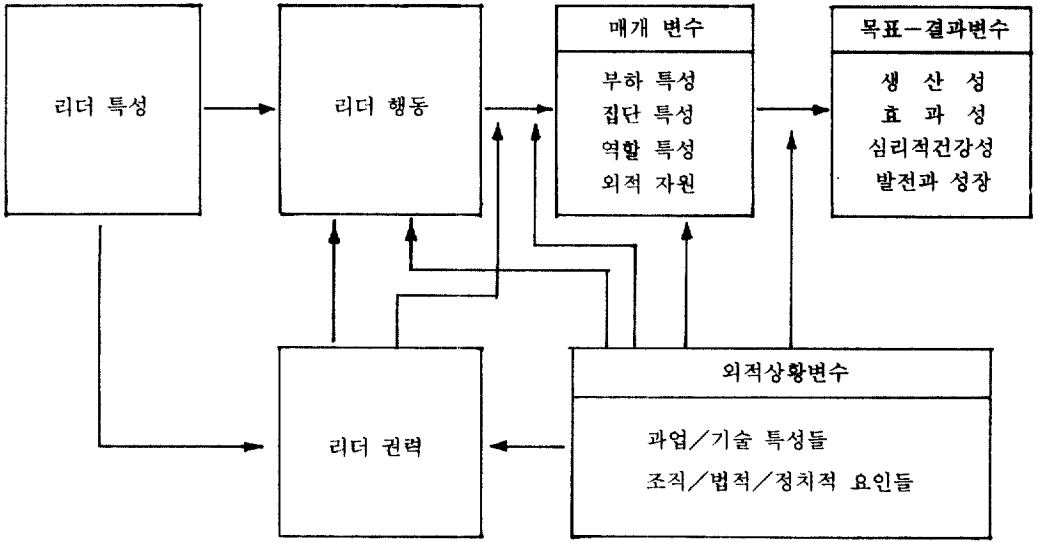 리더 특성
리더 행동
매개 변수
부하 특성
집단 특성
역할 특성
외적 자원
목표-결과변수
생 산 성
효 과 성
심리적건강성
발전과 성장
리더 권력
외적상황변수
과업/기술 특성들
조직/법적/정치적 요인들